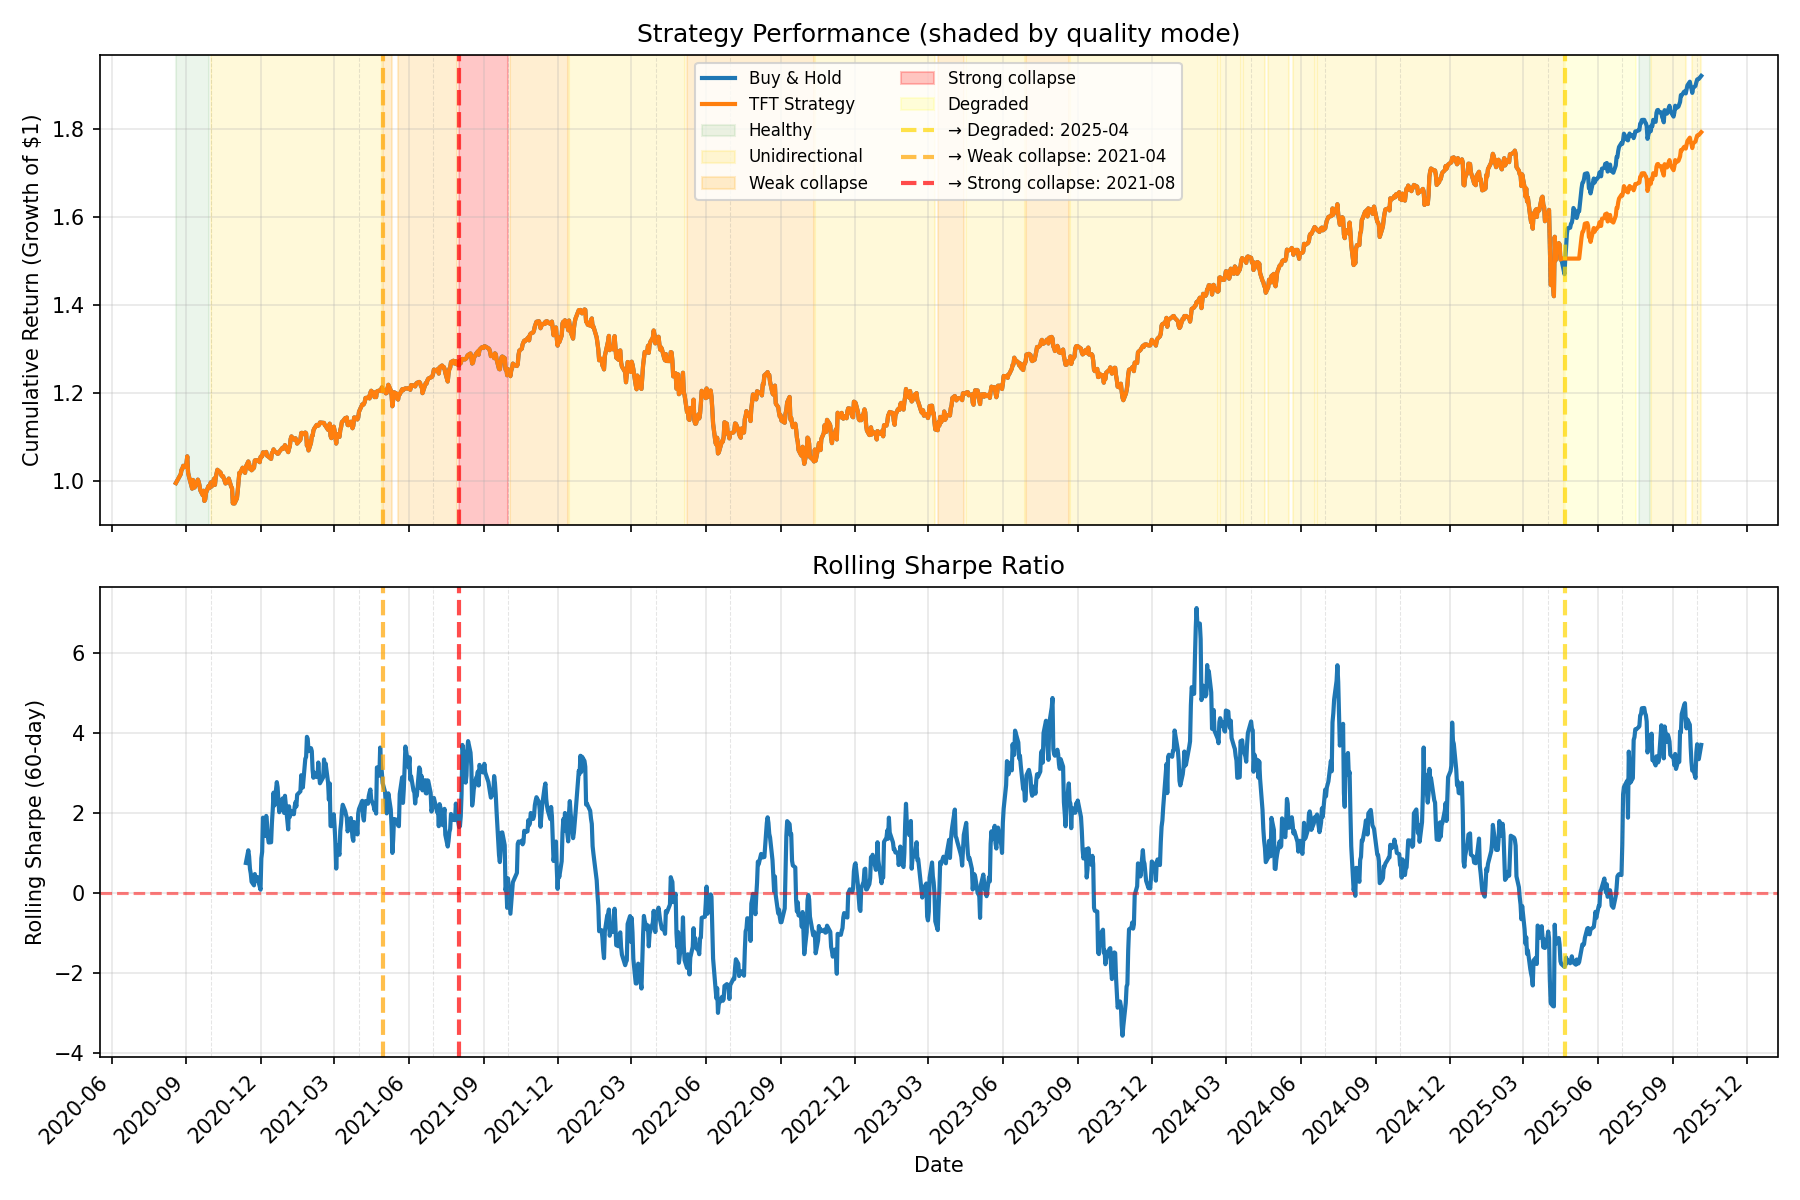 Strategy Performance (shaded by quality mode)
Cumulative Return (Growth of $1)
1.8
1.6
1.4
1.2
1.0
Buy & Hold
TFT Strategy
Healthy
Unidirectional
Weak collapse
Strong collapse
Degraded
→ Degraded: 2025-04
→ Weak collapse: 2021-04
→ Strong collapse: 2021-08
Rolling Sharpe Ratio
Rolling Sharpe (60-day)
6
4
2
0
−2
−4
2020-06
2020-09
2020-12
2021-03
2021-06
2021-09
2021-12
2022-03
2022-06
2022-09
2022-12
2023-03
2023-06
2023-09
2023-12
2024-03
2024-06
2024-09
2024-12
2025-03
2025-06
2025-09
2025-12
Date